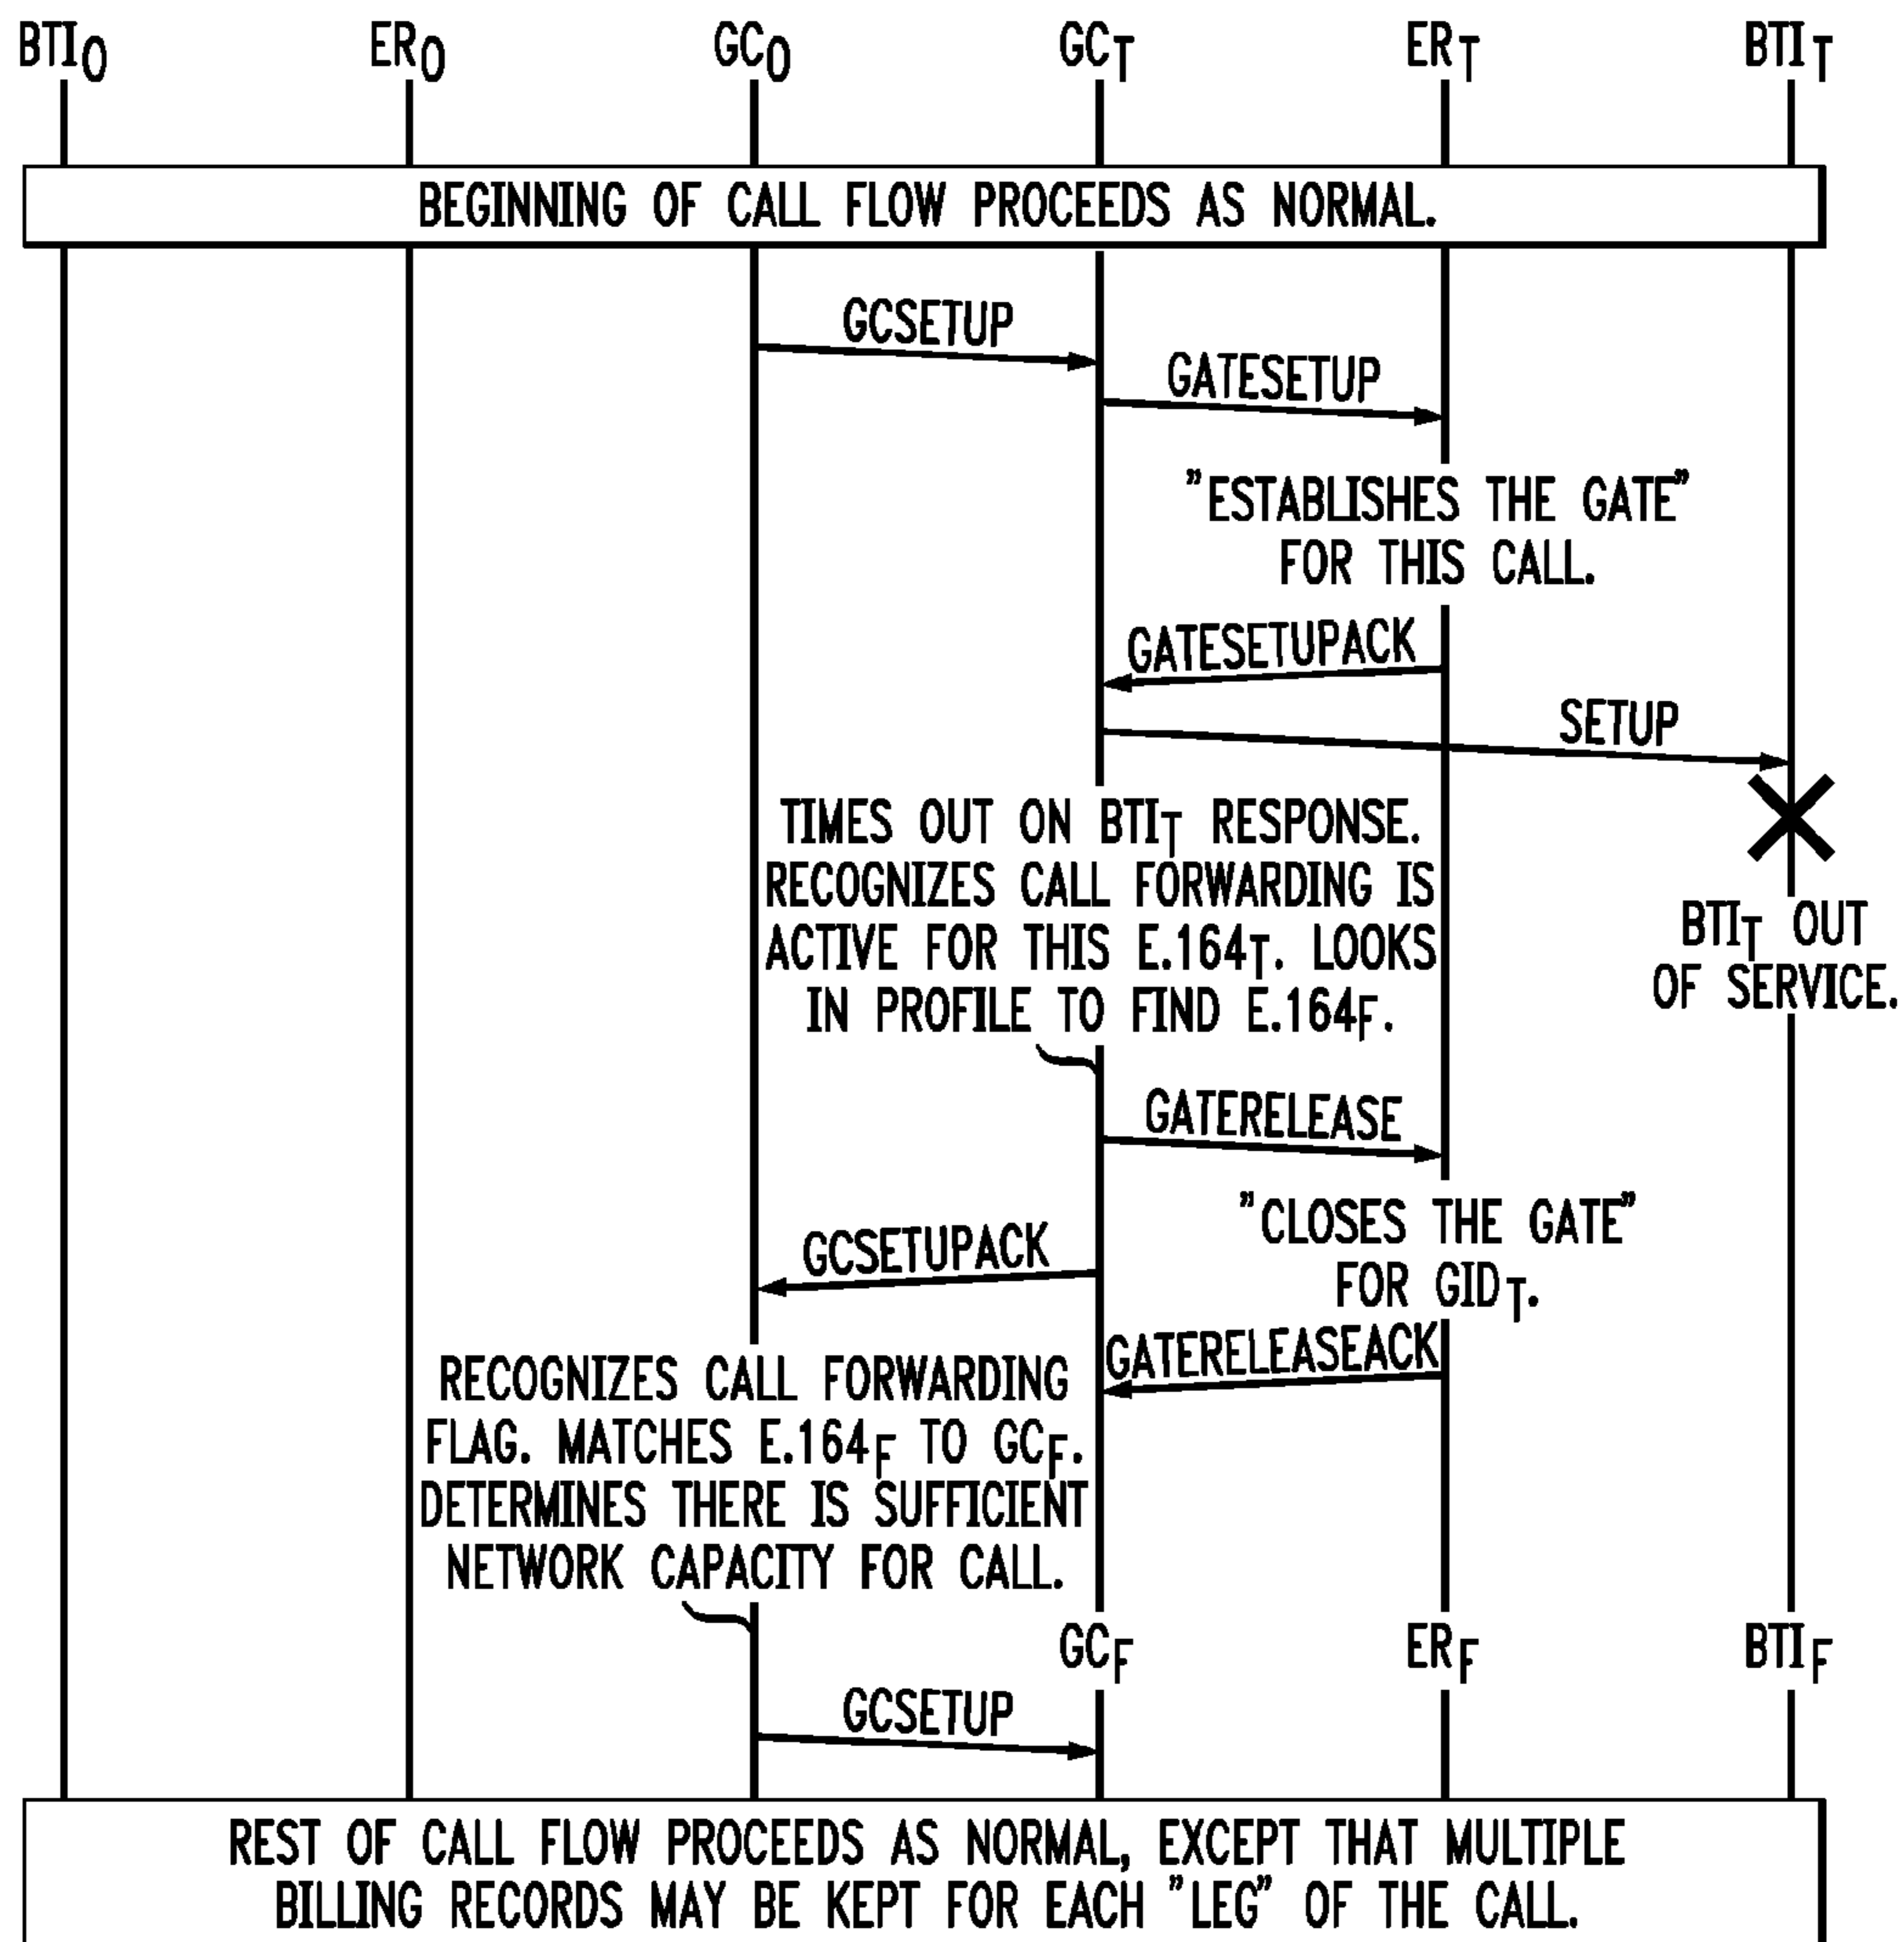 BTIO ERO GCO GCT ERT BTIT
BEGINNING OF CALL FLOW PROCEEDS AS NORMAL.
GCSETUP
GATESETUP
"ESTABLISHES THE GATE"
FOR THIS CALL.
GATESETUPACK
SETUP
TIMES OUT ON BTIT RESPONSE.
RECOGNIZES CALL FORWARDING IS
ACTIVE FOR THIS E.164T. LOOKS
IN PROFILE TO FIND E.164F.
BTIT OUT
OF SERVICE.
GATERELEASE
"CLOSES THE GATE"
FOR GIDT.
GCSETUPACK
GATERELEASEACK
RECOGNIZES CALL FORWARDING
FLAG. MATCHES E.164F TO GCF.
DETERMINES THERE IS SUFFICIENT
NETWORK CAPACITY FOR CALL.
GCF ERF BTIF
GCSETUP
REST OF CALL FLOW PROCEEDS AS NORMAL, EXCEPT THAT MULTIPLE
BILLING RECORDS MAY BE KEPT FOR EACH "LEG" OF THE CALL.